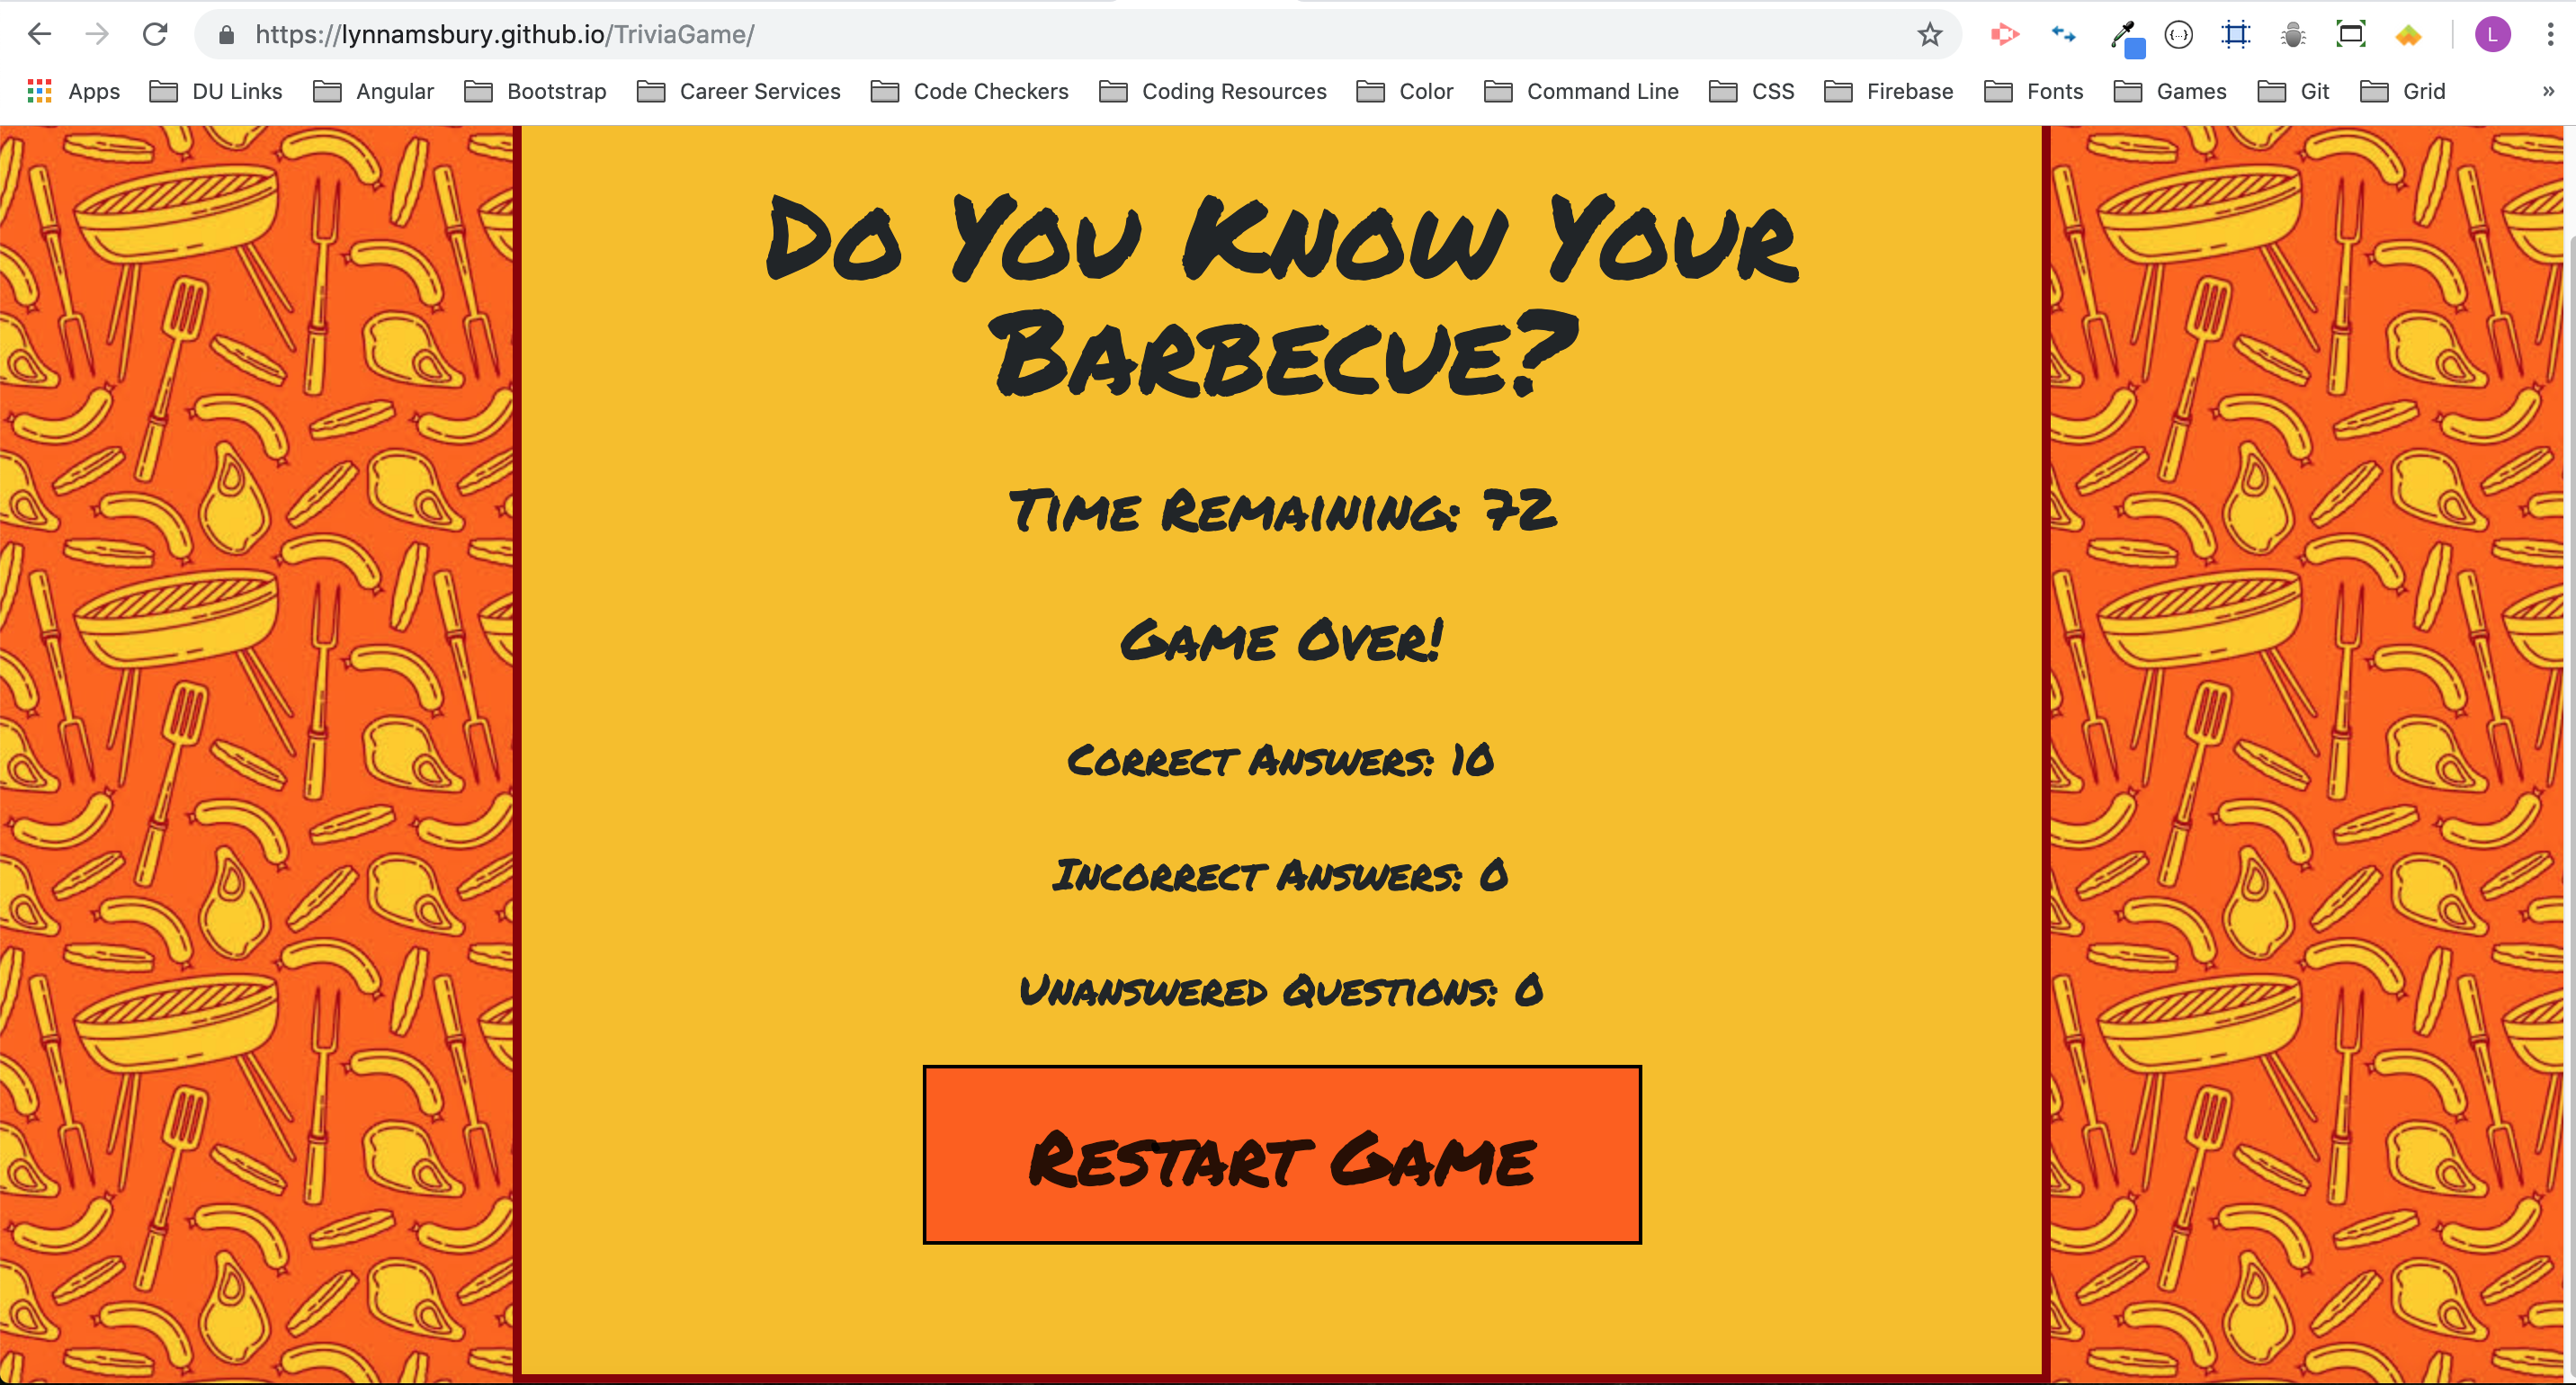 https://lynnamsbury.github.io/TriviaGame/
L
Apps DU Links Angular Bootstrap Career Services Code Checkers Coding Resources Color Command Line CSS Firebase Fonts Games Git Grid »
Do You Know Your
Barbecue?
Time Remaining: 72
Game Over!
Correct Answers: 10
Incorrect Answers: 0
Unanswered Questions: 0
Restart Game